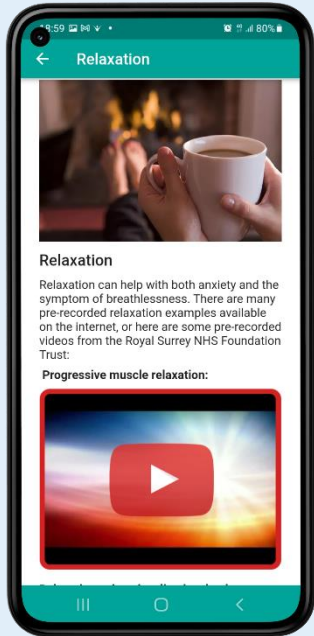 18:59 80%
Relaxation
Relaxation
Relaxation can help with both anxiety and the
symptom of breathlessness. There are many
pre-recorded relaxation examples available
on the internet, or here are some pre-recorded
videos from the Royal Surrey NHS Foundation
Trust:
Progressive muscle relaxation: